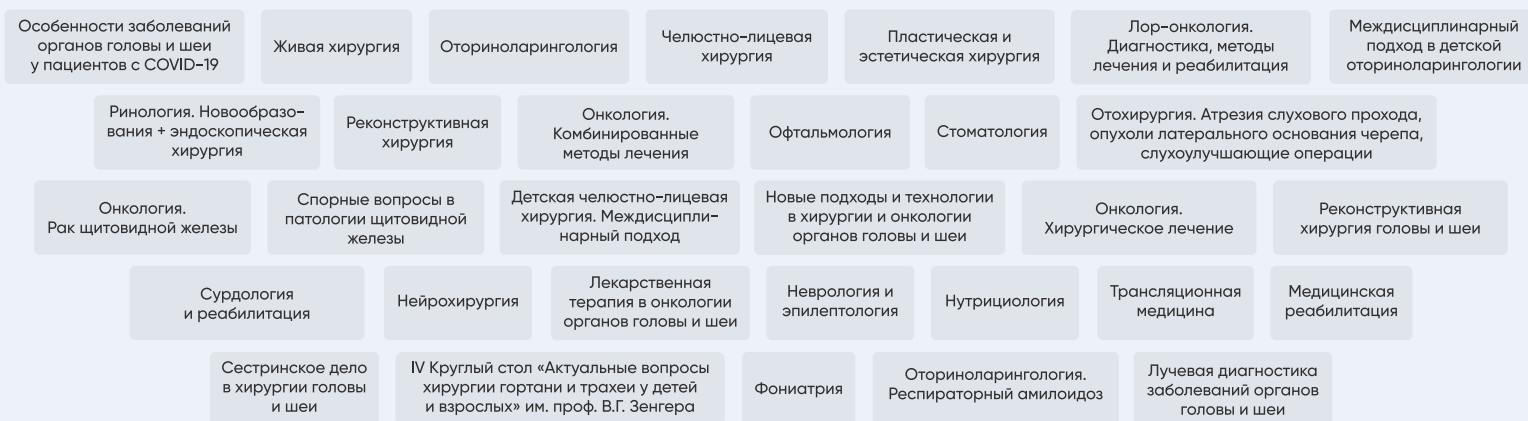 Особенности заболеваний
органов головы и шеи
у пациентов с COVID-19
Живая хирургия
Оториноларингология
Челюстно-лицевая
хирургия
Пластическая и
эстетическая хирургия
Лор-онкология.
Диагностика, методы
лечения и реабилитация
Междисциплинарный
подход в детской
оториноларингологии
Ринология. Новообразо-
вания + эндоскопическая
хирургия
Реконструктивная
хирургия
Онкология.
Комбинированные
методы лечения
Офтальмология
Стоматология
Отохирургия. Атрезия слухового прохода,
опухоли латерального основания черепа,
слухоулучшающие операции
Онкология.
Рак щитовидной железы
Спорные вопросы в
патологии щитовидной
железы
Детская челюстно-лицевая
хирургия. Междисципли-
нарный подход
Новые подходы и технологии
в хирургии и онкологии
органов головы и шеи
Онкология.
Хирургическое лечение
Реконструктивная
хирургия головы и шеи
Сурдология
и реабилитация
Нейрохирургия
Лекарственная
терапия в онкологии
органов головы и шеи
Неврология и
эпилептология
Нутрициология
Трансляционная
медицина
Медицинская
реабилитация
Сестринское дело
в хирургии головы
и шеи
IV Круглый стол «Актуальные вопросы
хирургии гортани и трахеи у детей
и взрослых» им. проф. В.Г. Зенгера
Фониатрия
Оториноларингология.
Респираторный амилоидоз
Лучевая диагностика
заболеваний органов
головы и шеи